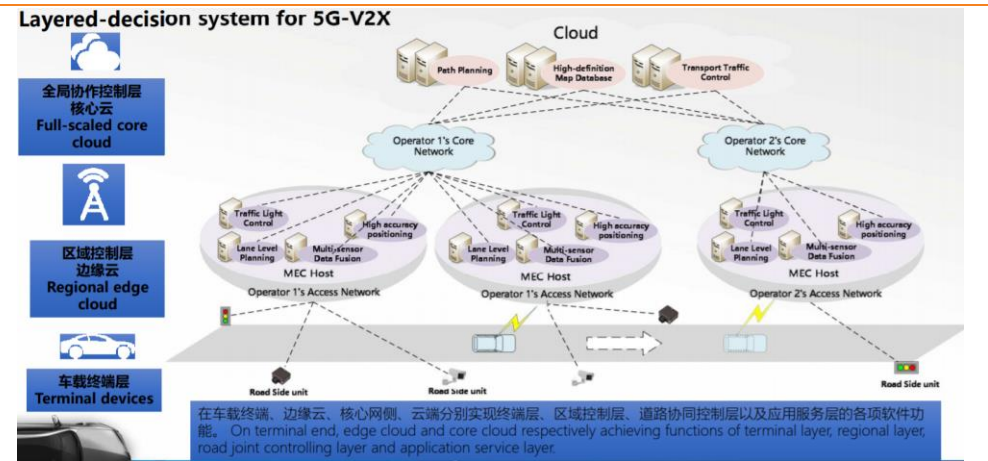 Layered-decision system for 5G-V2X
全局协作控制层
核心云
Full-scaled core
cloud
区域控制层
边缘云
Regional edge
cloud
车载终端层
Terminal devices
Cloud
Path Planning
High-definition
Map Database
Transport Traffic
Control
Operator 1's Core
Network
Operator 2's Core
Network
Traffic Light
Control
High accuracy
positioning
Lane Level
Planning
Multi-sensor
Data Fusion
MEC Host
Operator 1's Access Network
Traffic Light
Control
High accuracy
positioning
Lane Level
Planning
Multi-sensor
Data Fusion
MEC Host
Operator 1's Access Network
Traffic Light
Control
High accuracy
positioning
Lane Level
Planning
Multi-sensor
Data Fusion
MEC Host
Operator 2's Access Network
Road Side unit
Road Side unit
Road Side unit
在车载终端、边缘云、核心网侧、云端分别实现终端层、区域控制层、道路协同控制层以及应用服务层的各项软件功
能。 On terminal end, edge cloud and core cloud respectively achieving functions of terminal layer, regional layer,
road joint controlling layer and application service layer.